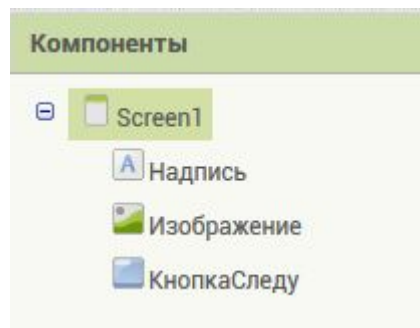 Компоненты
Screen1
A Надпись
Изображение
КнопкаСледу